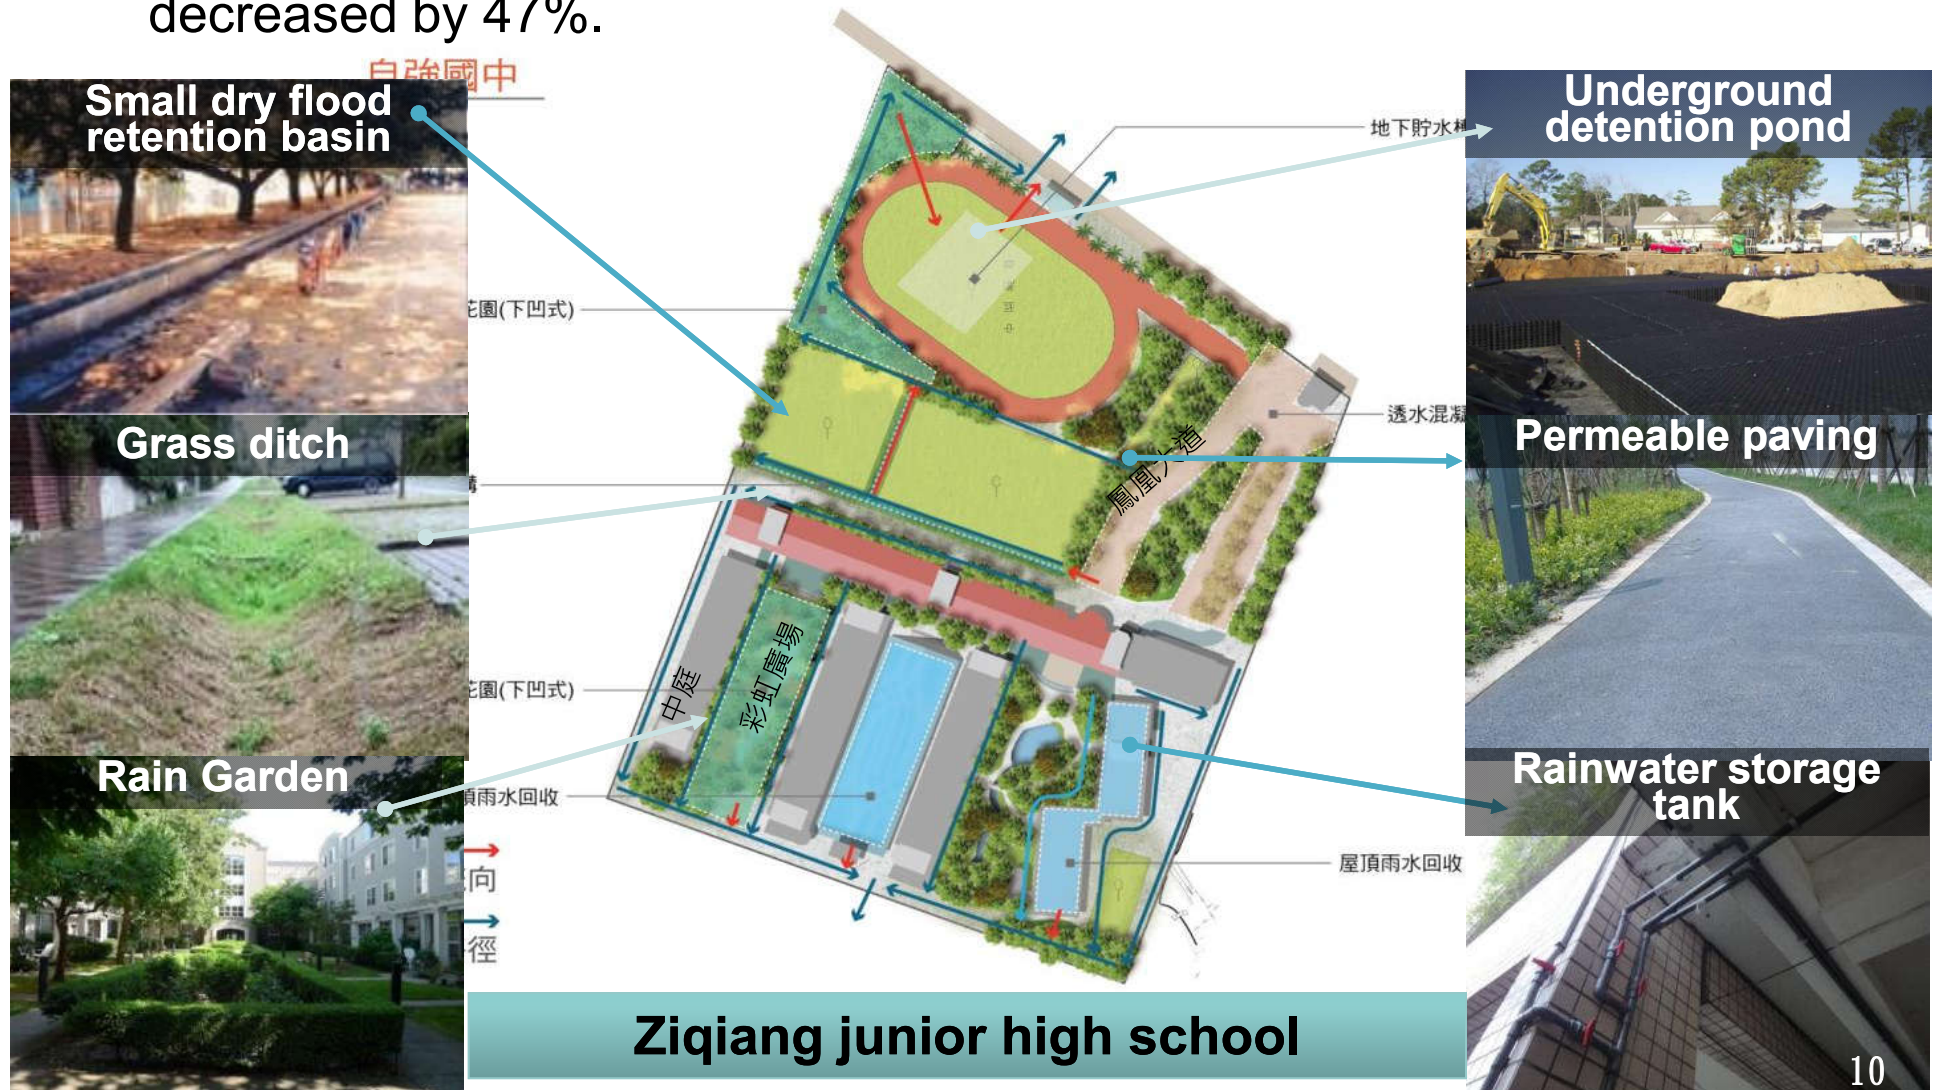 decreased by 47%.
自強國中
Small dry flood
retention basin
Underground
detention pond
地下貯水
花園(下凹式)
透水混凝
Grass ditch
Permeable paving
鳳凰大道
溝
花園(下凹式)
中庭
彩虹廣場
Rain Garden
Rainwater storage
tank
頂雨水回收
屋頂雨水回收
向
徑
Ziqiang junior high school
10